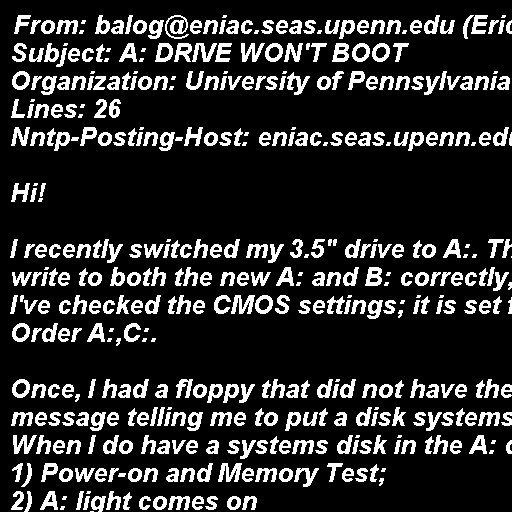 From: balog@eniac.seas.upenn.edu (Eric
Subject: A: DRIVE WON'T BOOT
Organization: University of Pennsylvania
Lines: 26
Nntp-Posting-Host: eniac.seas.upenn.edu
Hi!
I recently switched my 3.5" drive to A:. Th
write to both the new A: and B: correctly,
I've checked the CMOS settings; it is set f
Order A:,C:.
Once, I had a floppy that did not have the
message telling me to put a disk systems
When I do have a systems disk in the A:
1) Power-on and Memory Test;
2) A: light comes on